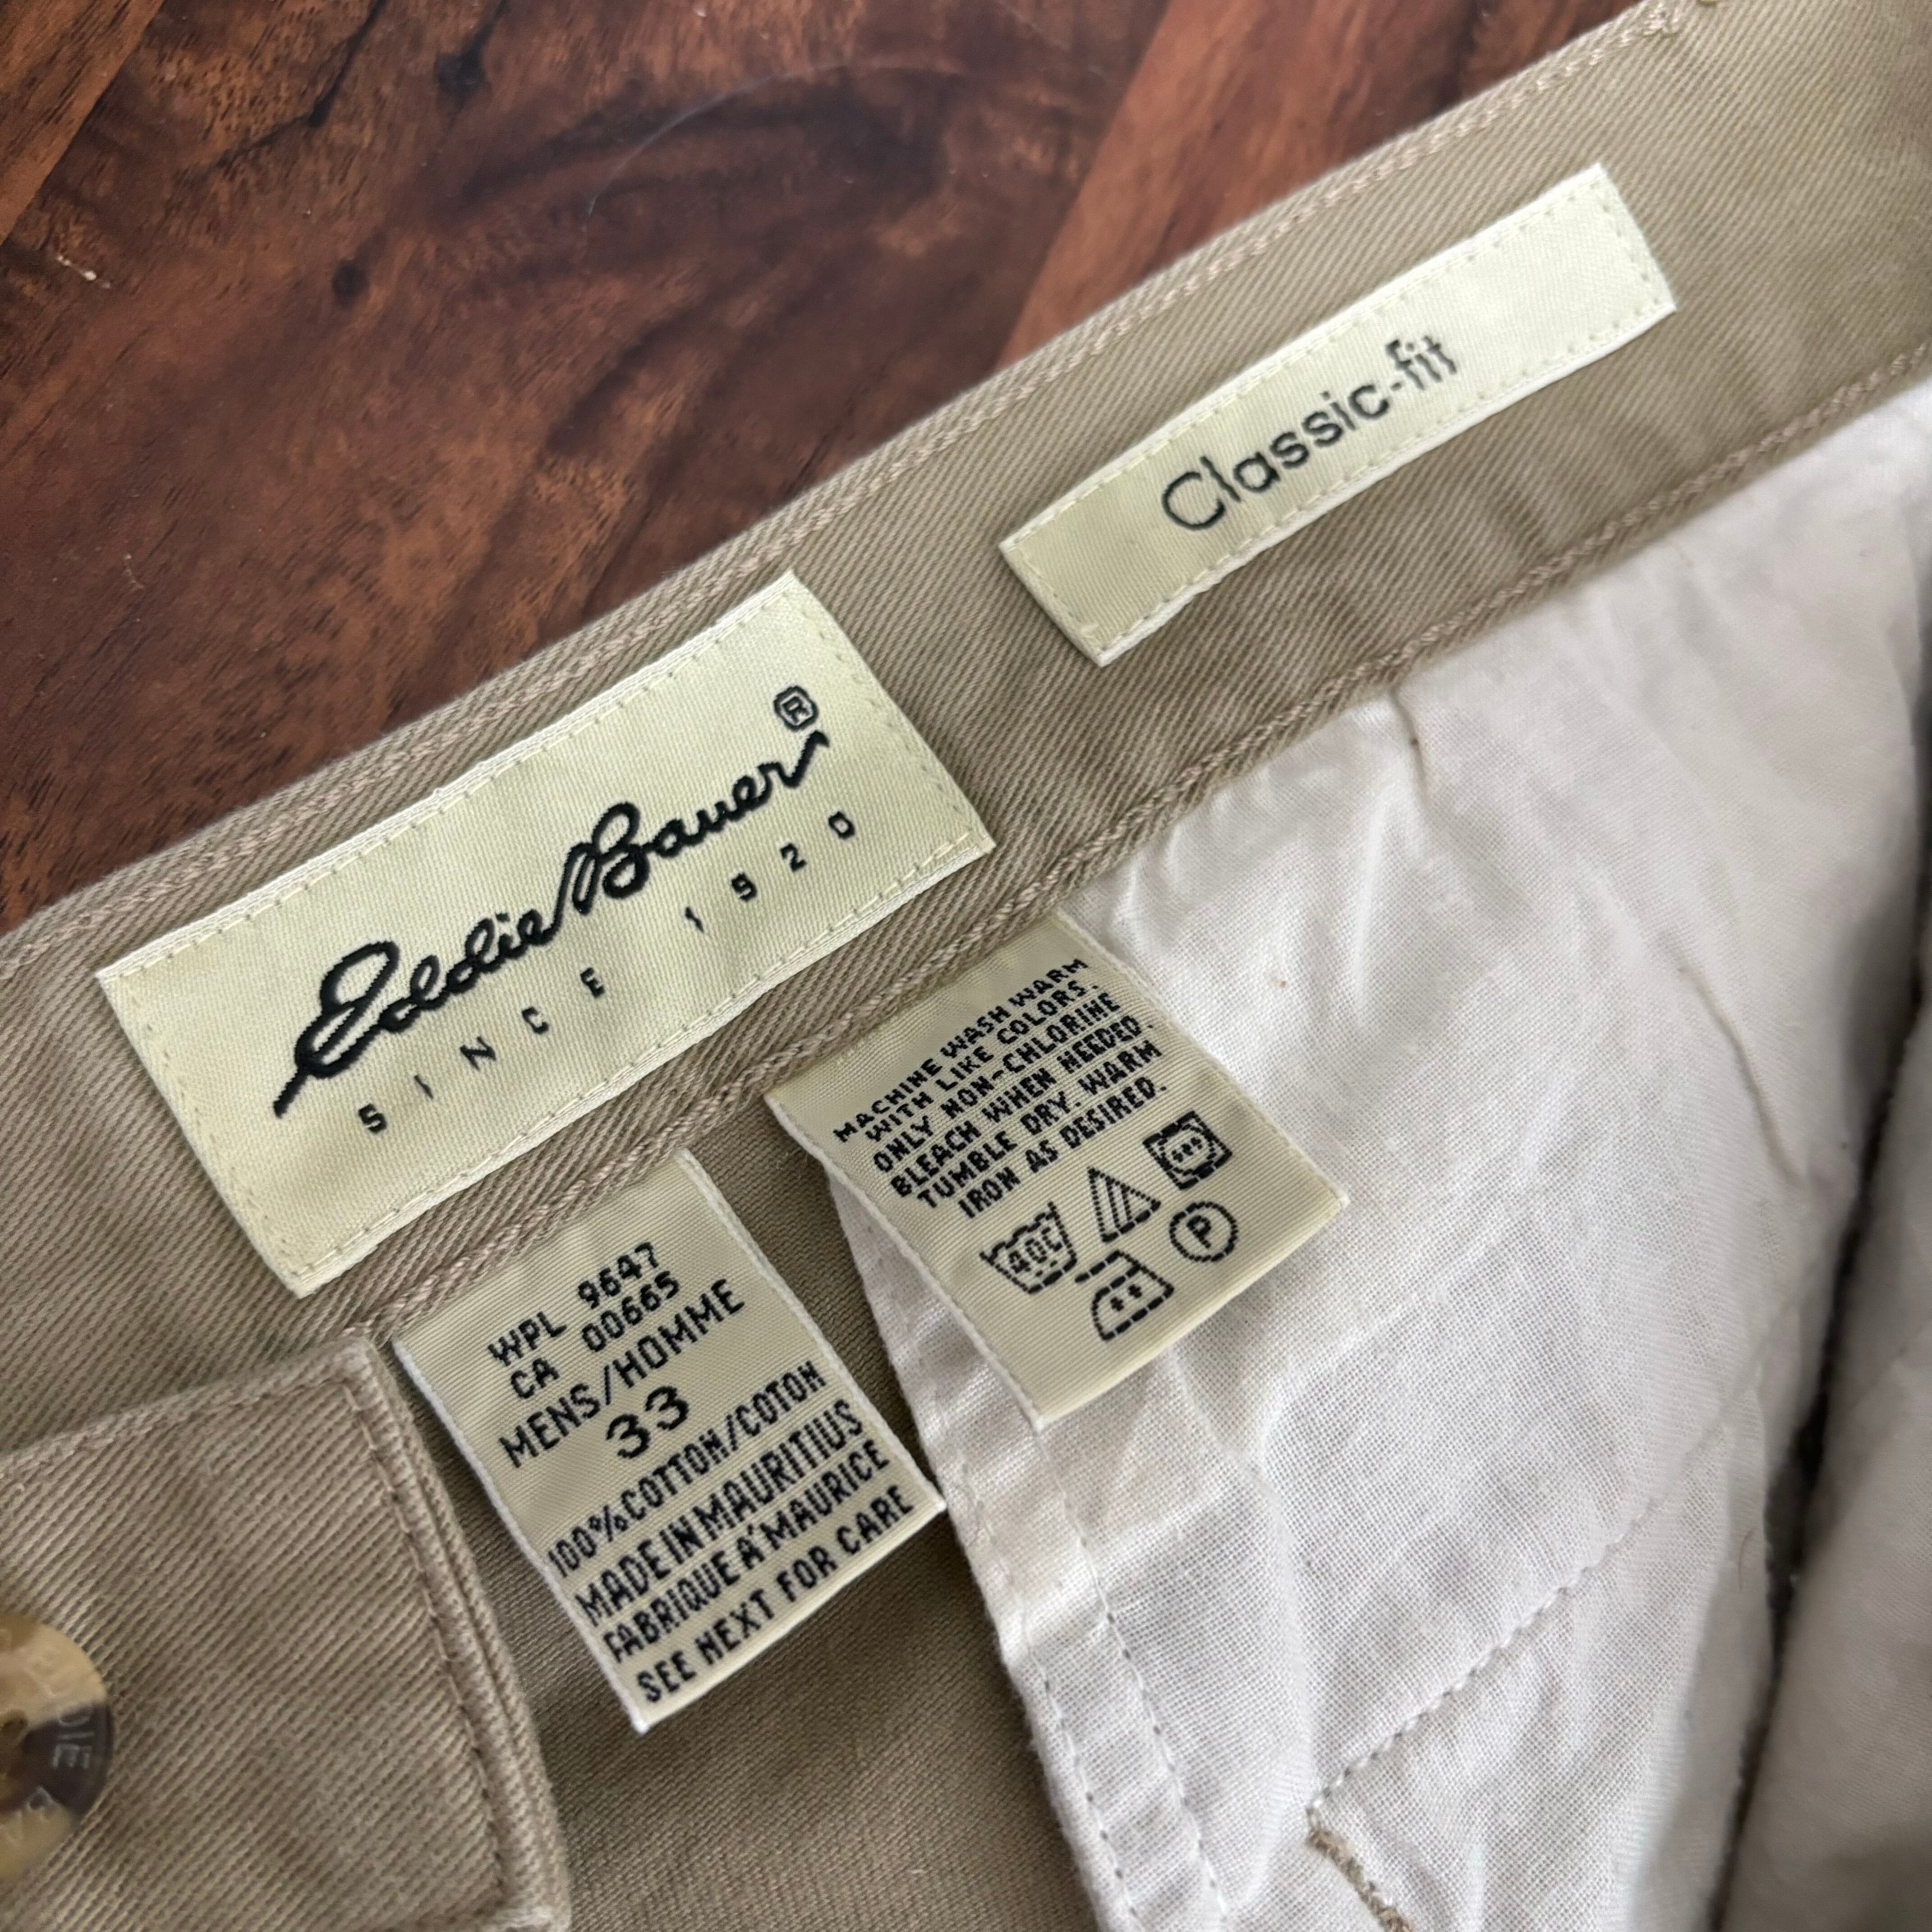 Classic-fit
Eddie Bauer®
SINCE 1920
MACHINE WASH WARM
WITH LIKE COLORS.
ONLY NON-CHLORINE
BLEACH WHEN NEEDED.
TUMBLE DRY. WARM
IRON AS DESIRED.
40C
P
WPL 9647
CA 00665
MENS/HOMME
33
100%COTTON/COTON
MADE IN MAURITIUS
FABRIQUE A'MAURICE
SEE NEXT FOR CARE
DIE